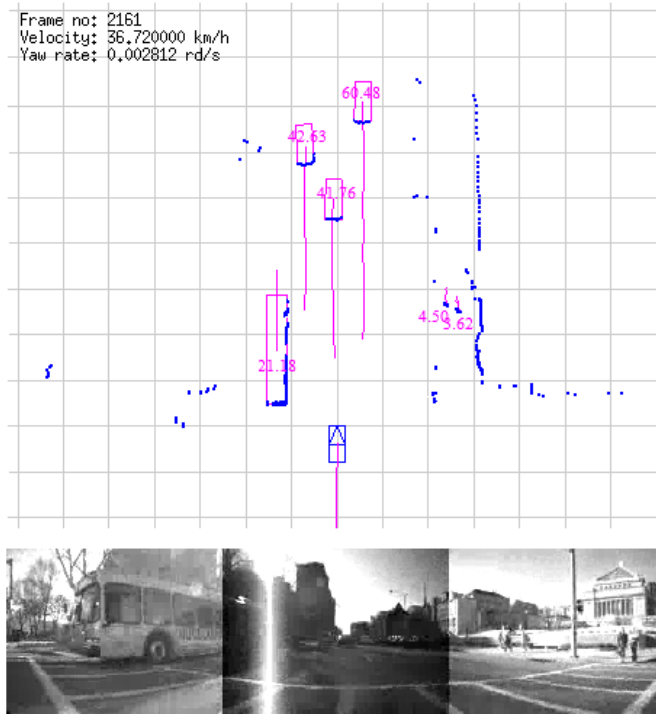 Frame no: 2161
Velocity: 36.720000 km/h
Yaw rate: 0.002812 rd/s
60.48
42.63
41.76
4.50
3.62
21.18